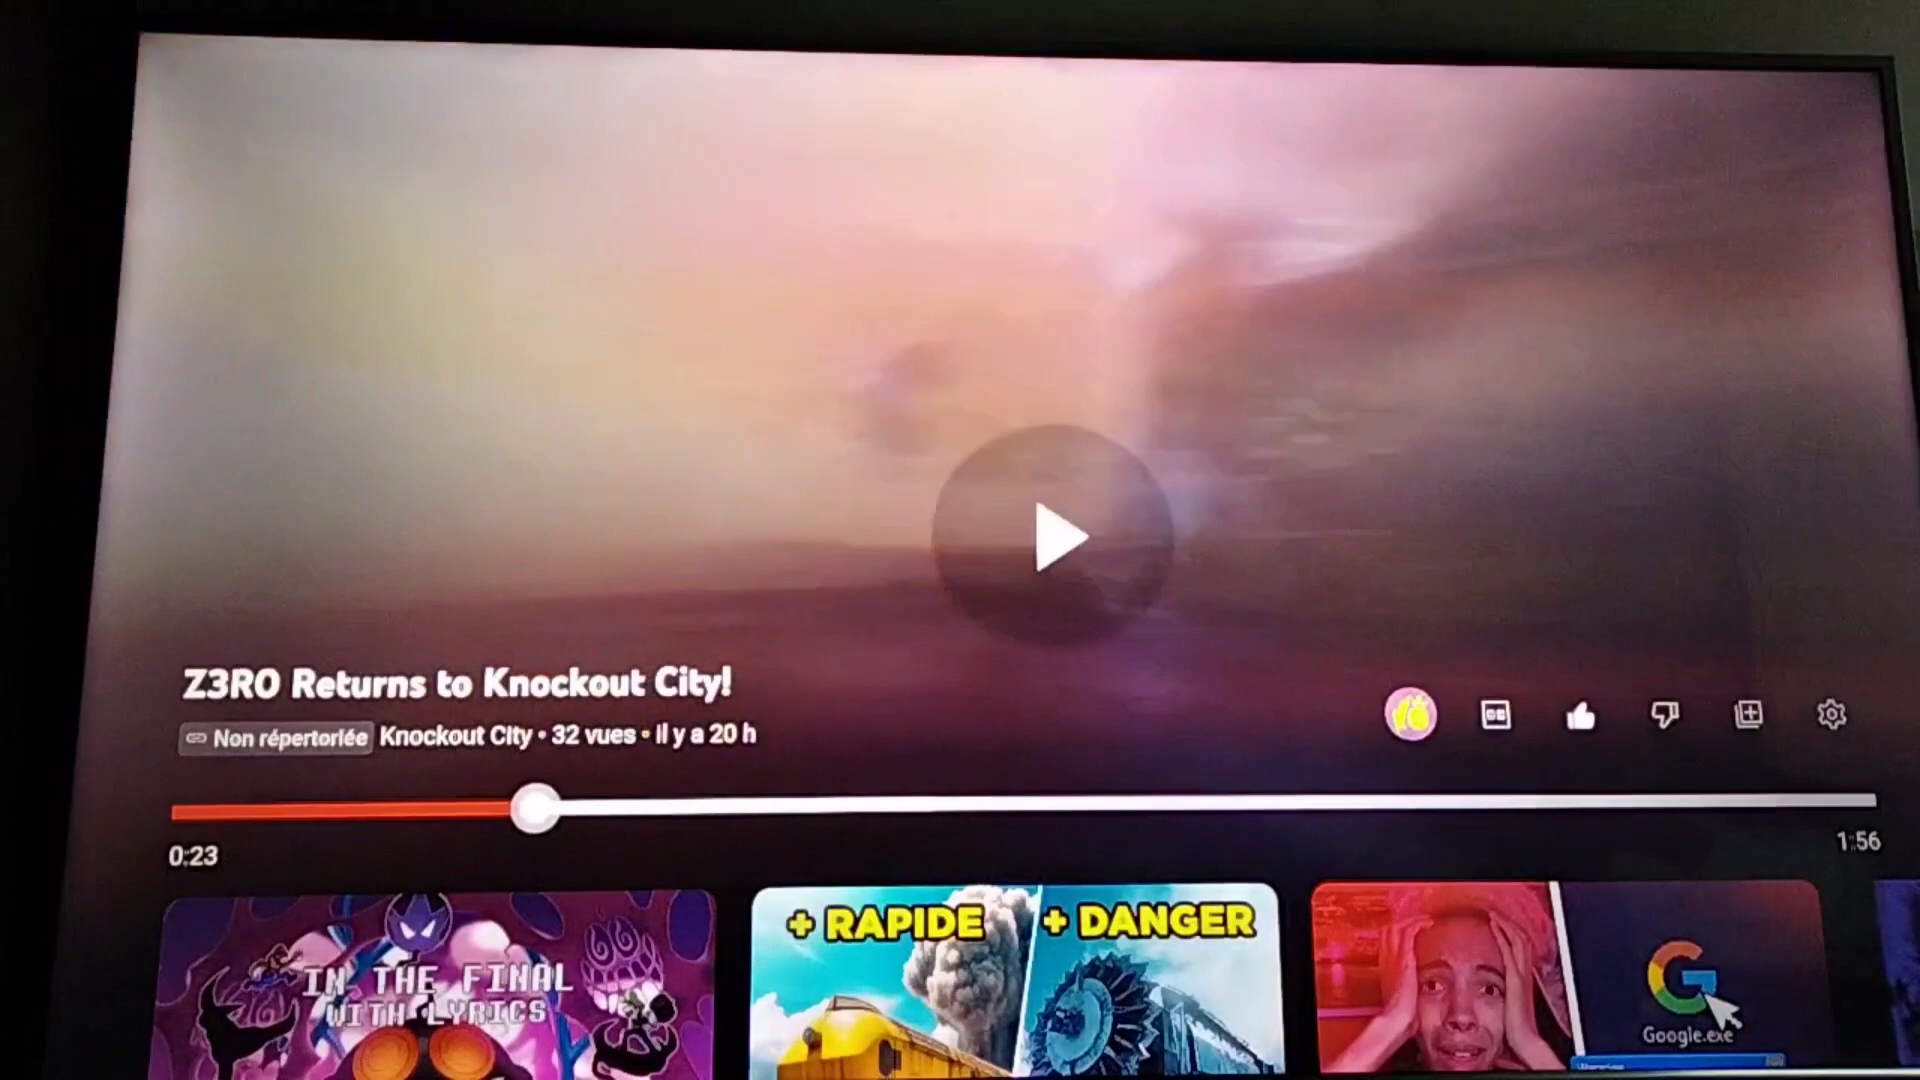 Z3RO Returns to Knockout City!
Non répertoriée Knockout City • 32 vues • il y a 20 h
0:23
1:56
IN THE FINAL
WITH LYRICS
+ RAPIDE
+ DANGER
Google.exe